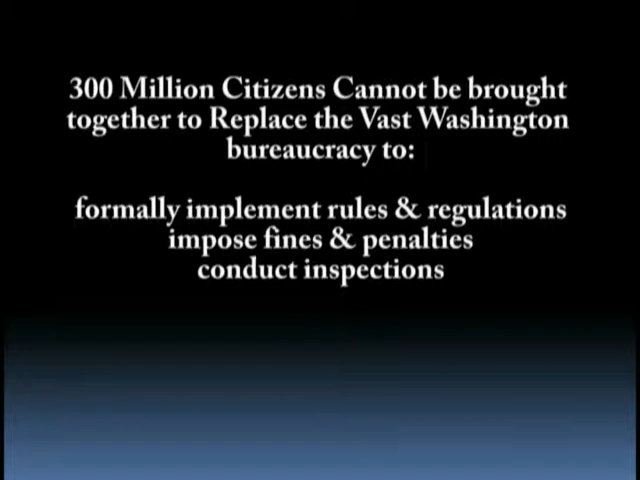 300 Million Citizens Cannot be brought
together to Replace the Vast Washington
bureaucracy to:
formally implement rules & regulations
impose fines & penalties
conduct inspections